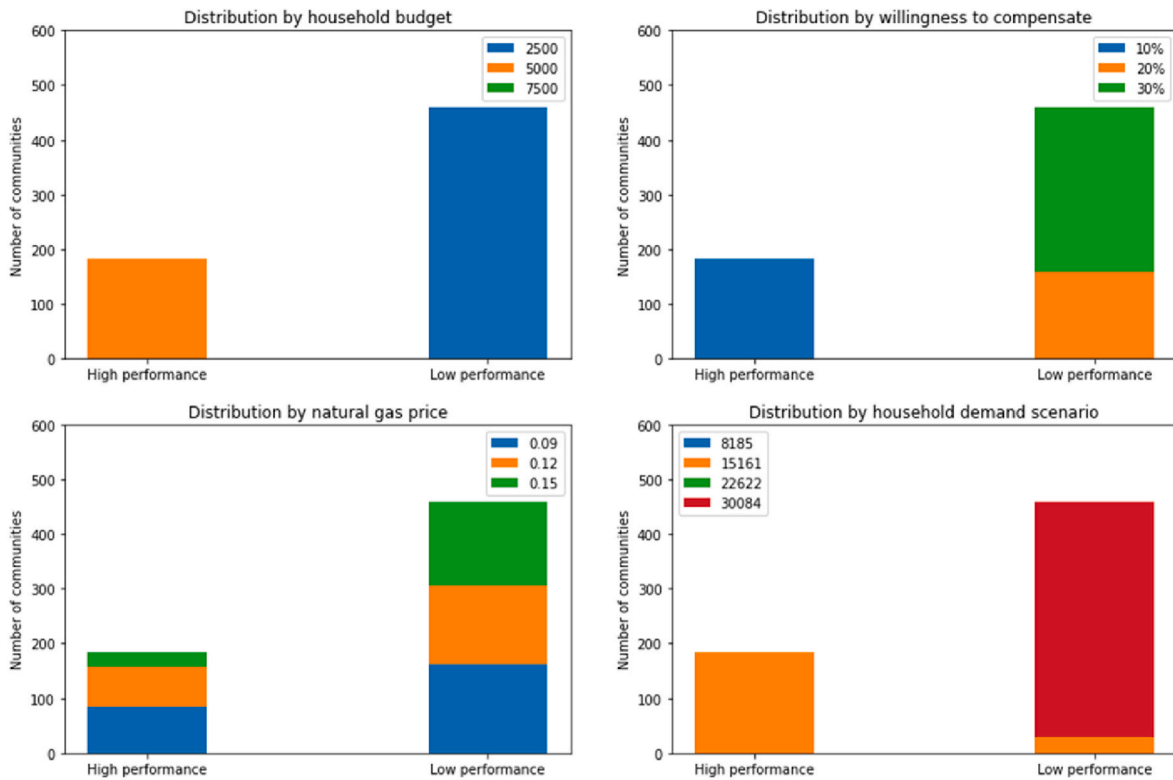 Distribution by household budget
600
500
400
300
200
100
0
Number of communities
2500
5000
7500
High performance
Low performance
Distribution by willingness to compensate
600
500
400
300
200
100
0
Number of communities
10%
20%
30%
High performance
Low performance
Distribution by natural gas price
600
500
400
300
200
100
0
Number of communities
0.09
0.12
0.15
High performance
Low performance
Distribution by household demand scenario
600
500
400
300
200
100
0
Number of communities
8185
15161
22622
30084
High performance
Low performance